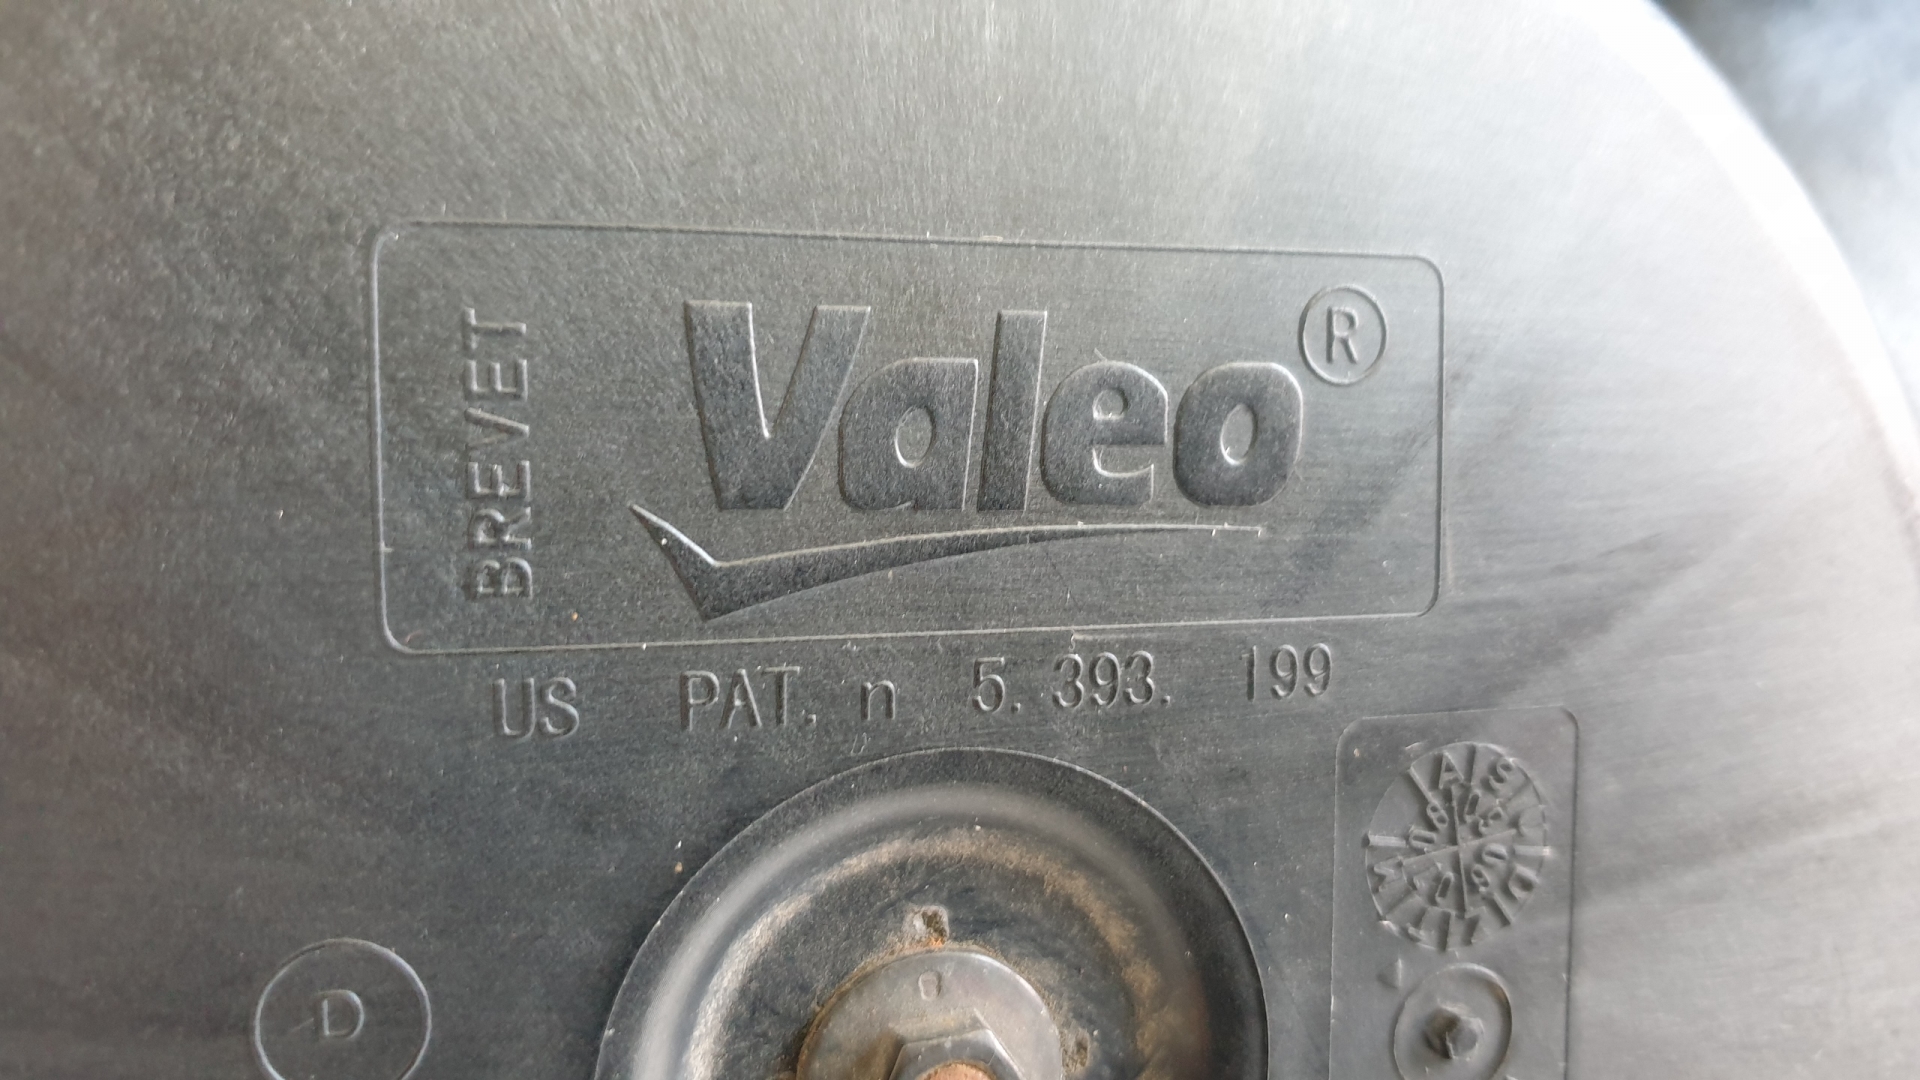 BREVET
Valeo®
US PAT. n 5. 393. 199
D